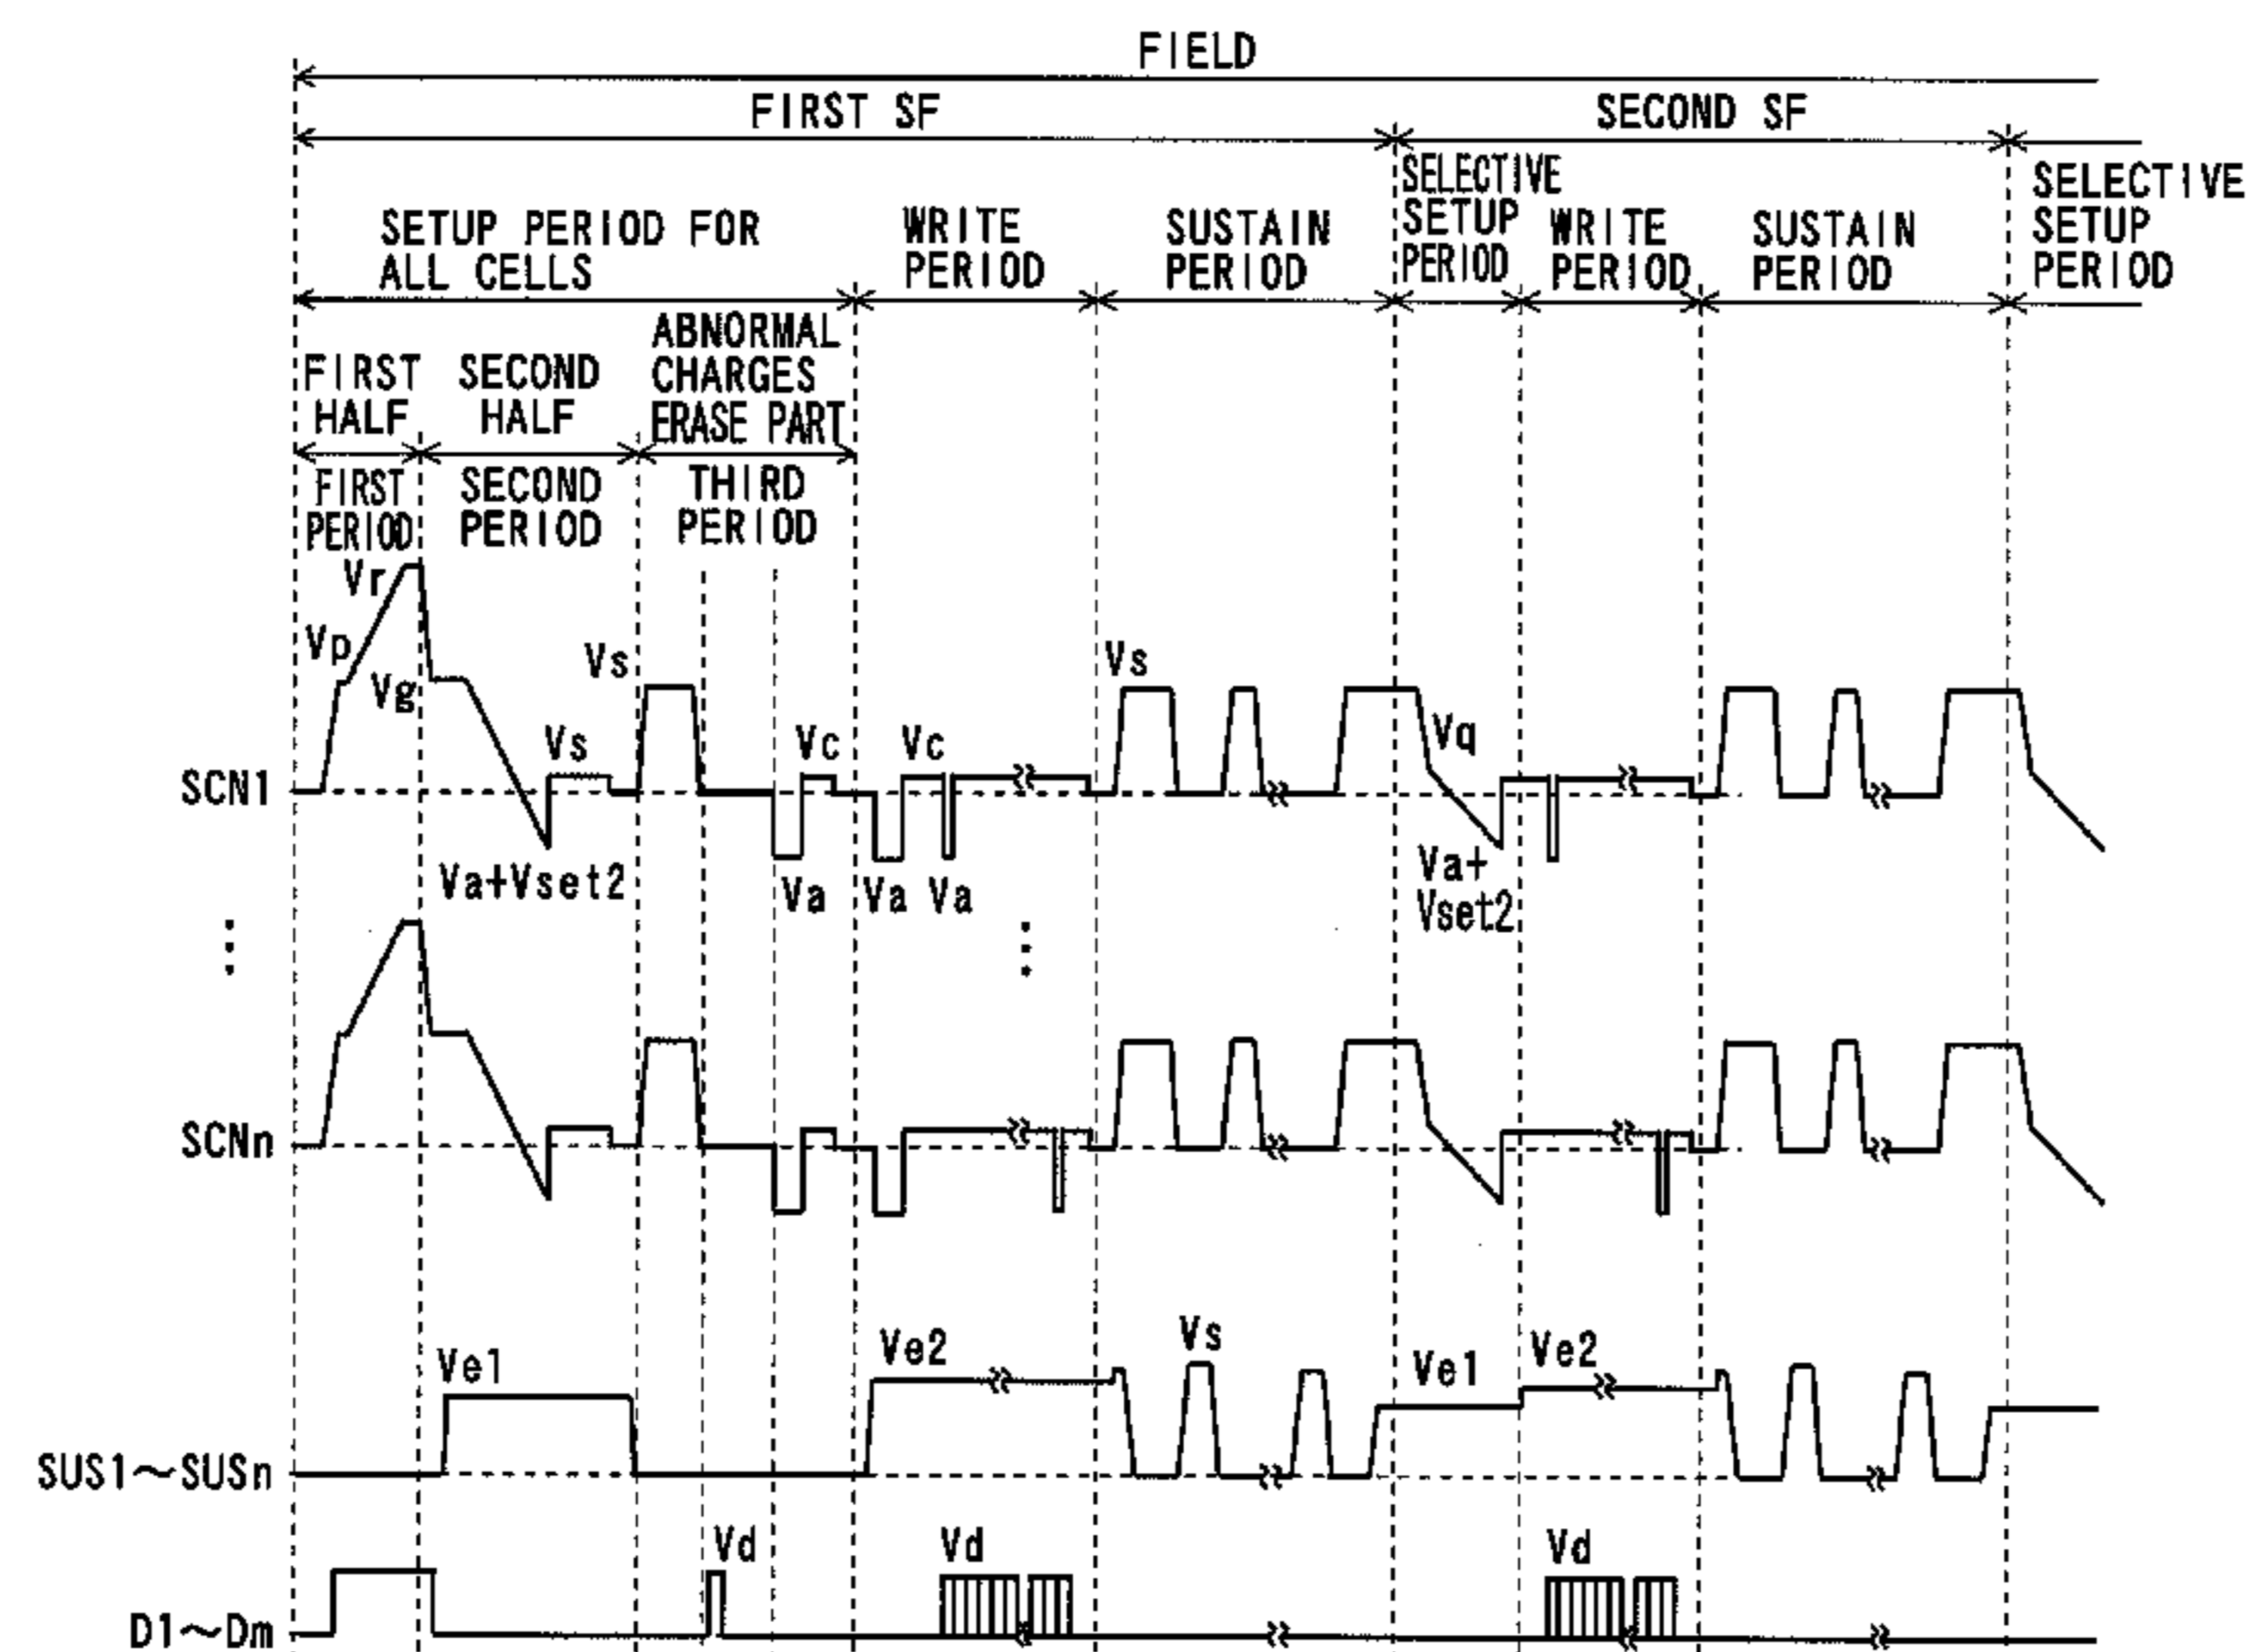 FIELD
FIRST SF
SECOND SF
SETUP PERIOD FOR
ALL CELLS
WRITE
PERIOD
SUSTAIN
PERIOD
SELECTIVE
SETUP
PERIOD
WRITE
PERIOD
SUSTAIN
PERIOD
SELECTIVE
SETUP
PERIOD
FIRST
HALF
SECOND
HALF
ABNORMAL
CHARGES
ERASE PART
FIRST
PERIOD
SECOND
PERIOD
THIRD
PERIOD
Vr
Vp
Vg
Vs
Vs
Vs
Vc
Vc
Vq
SCN1
Va+Vset2
Va
Va
Va
Va+
Vset2
SCNn
Ve1
Ve2
Vs
Ve1
Ve2
SUS1~SUSn
Vd
Vd
Vd
D1~Dm